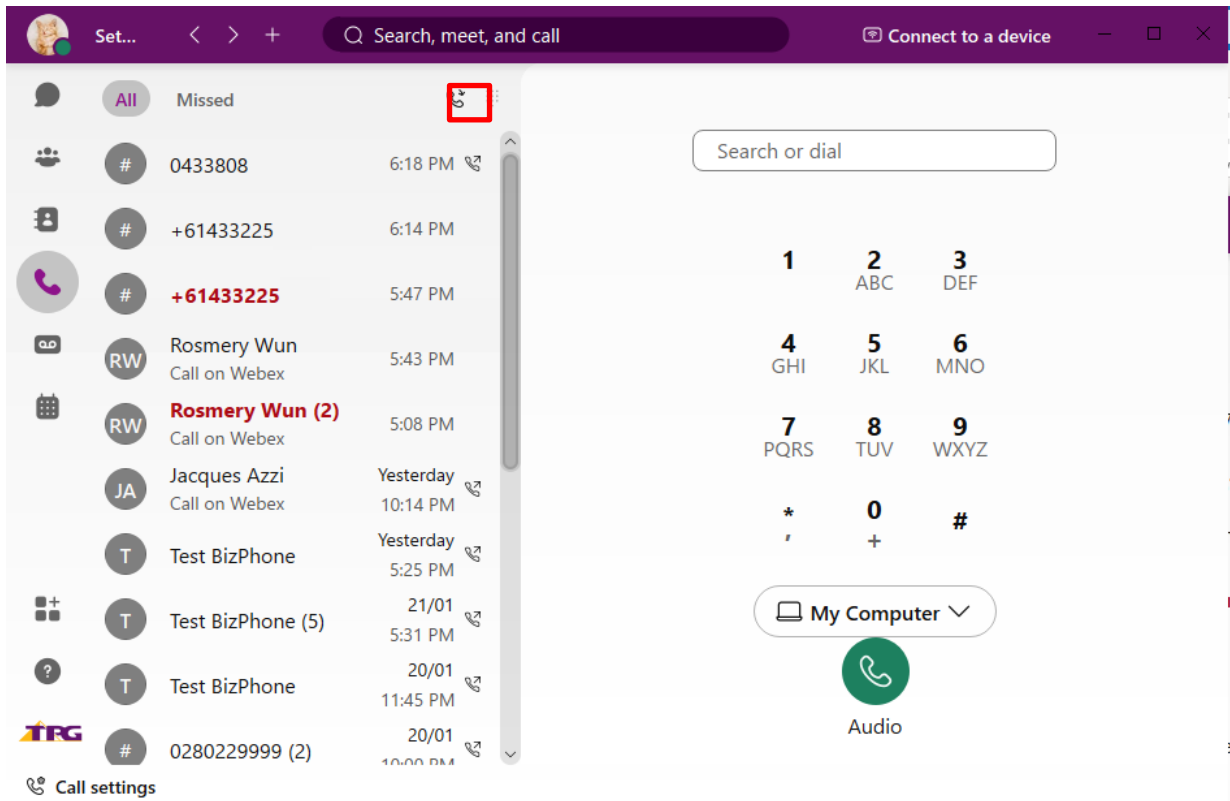 Set...
Search, meet, and call
Connect to a device
All
Missed
#
0433808
6:18 PM
#
+61433225
6:14 PM
#
+61433225
5:47 PM
RW
Rosmery Wun
Call on Webex
5:43 PM
RW
Rosmery Wun (2)
Call on Webex
5:08 PM
JA
Jacques Azzi
Call on Webex
Yesterday
10:14 PM
T
Test BizPhone
Yesterday
5:25 PM
T
Test BizPhone (5)
21/01
5:31 PM
T
Test BizPhone
20/01
11:45 PM
#
0280229999 (2)
20/01
10:00 PM
TPG
Call settings
Search or dial
1 2 3
ABC DEF
4 5 6
GHI JKL MNO
7 8 9
PQRS TUV WXYZ
* 0 #
, +
My Computer
Audio